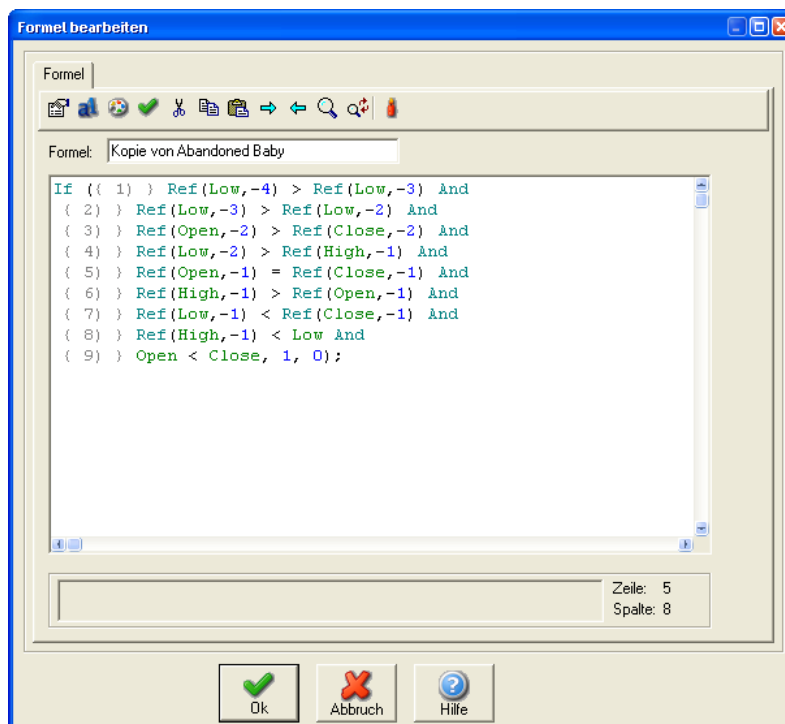 Formel bearbeiten
Formel
Formel: Kopie von Abandoned Baby
If ({ 1) } Ref(Low,-4) > Ref(Low,-3) And
{ 2) } Ref(Low,-3) > Ref(Low,-2) And
{ 3) } Ref(Open,-2) > Ref(Close,-2) And
{ 4) } Ref(Low,-2) > Ref(High,-1) And
{ 5) } Ref(Open,-1) = Ref(Close,-1) And
{ 6) } Ref(High,-1) > Ref(Open,-1) And
{ 7) } Ref(Low,-1) < Ref(Close,-1) And
{ 8) } Ref(High,-1) < Low And
{ 9) } Open < Close, 1, 0);
Zeile: 5
Spalte: 8
Ok
Abbruch
Hilfe